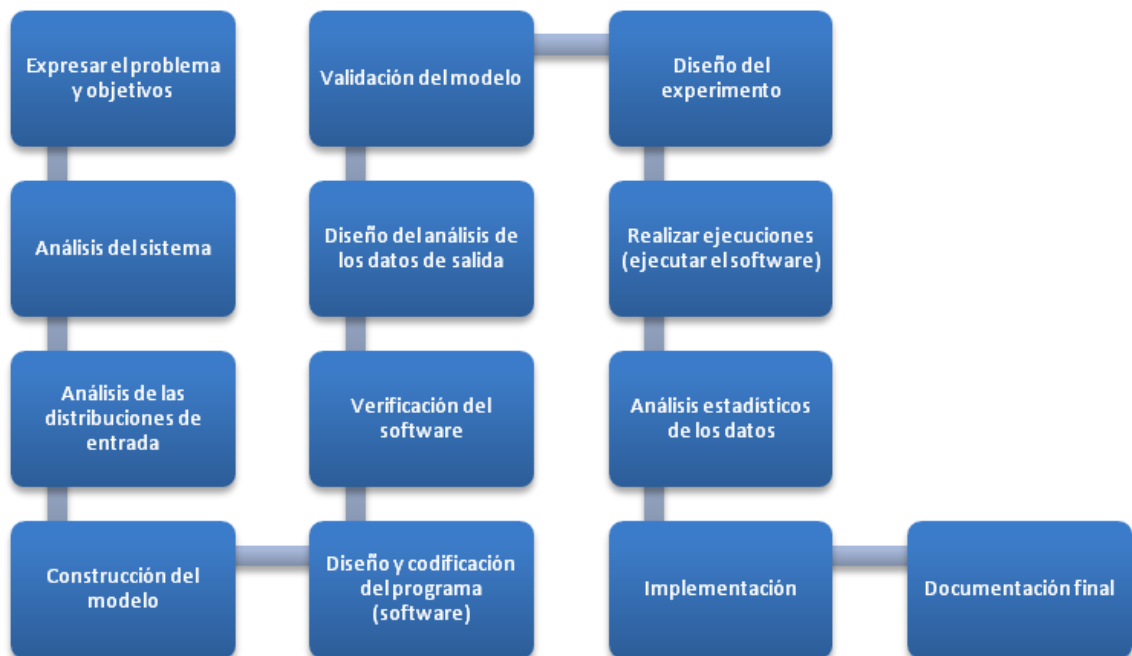 Expresar el problema
y objetivos
Análisis del sistema
Análisis de las
distribuciones de
entrada
Construcción del
modelo
Diseño y codificación
del programa
(software)
Verificación del
software
Diseño del análisis de
los datos de salida
Validación del modelo
Diseño del
experimento
Realizar ejecuciones
(ejecutar el software)
Análisis estadísticos
de los datos
Implementación
Documentación final